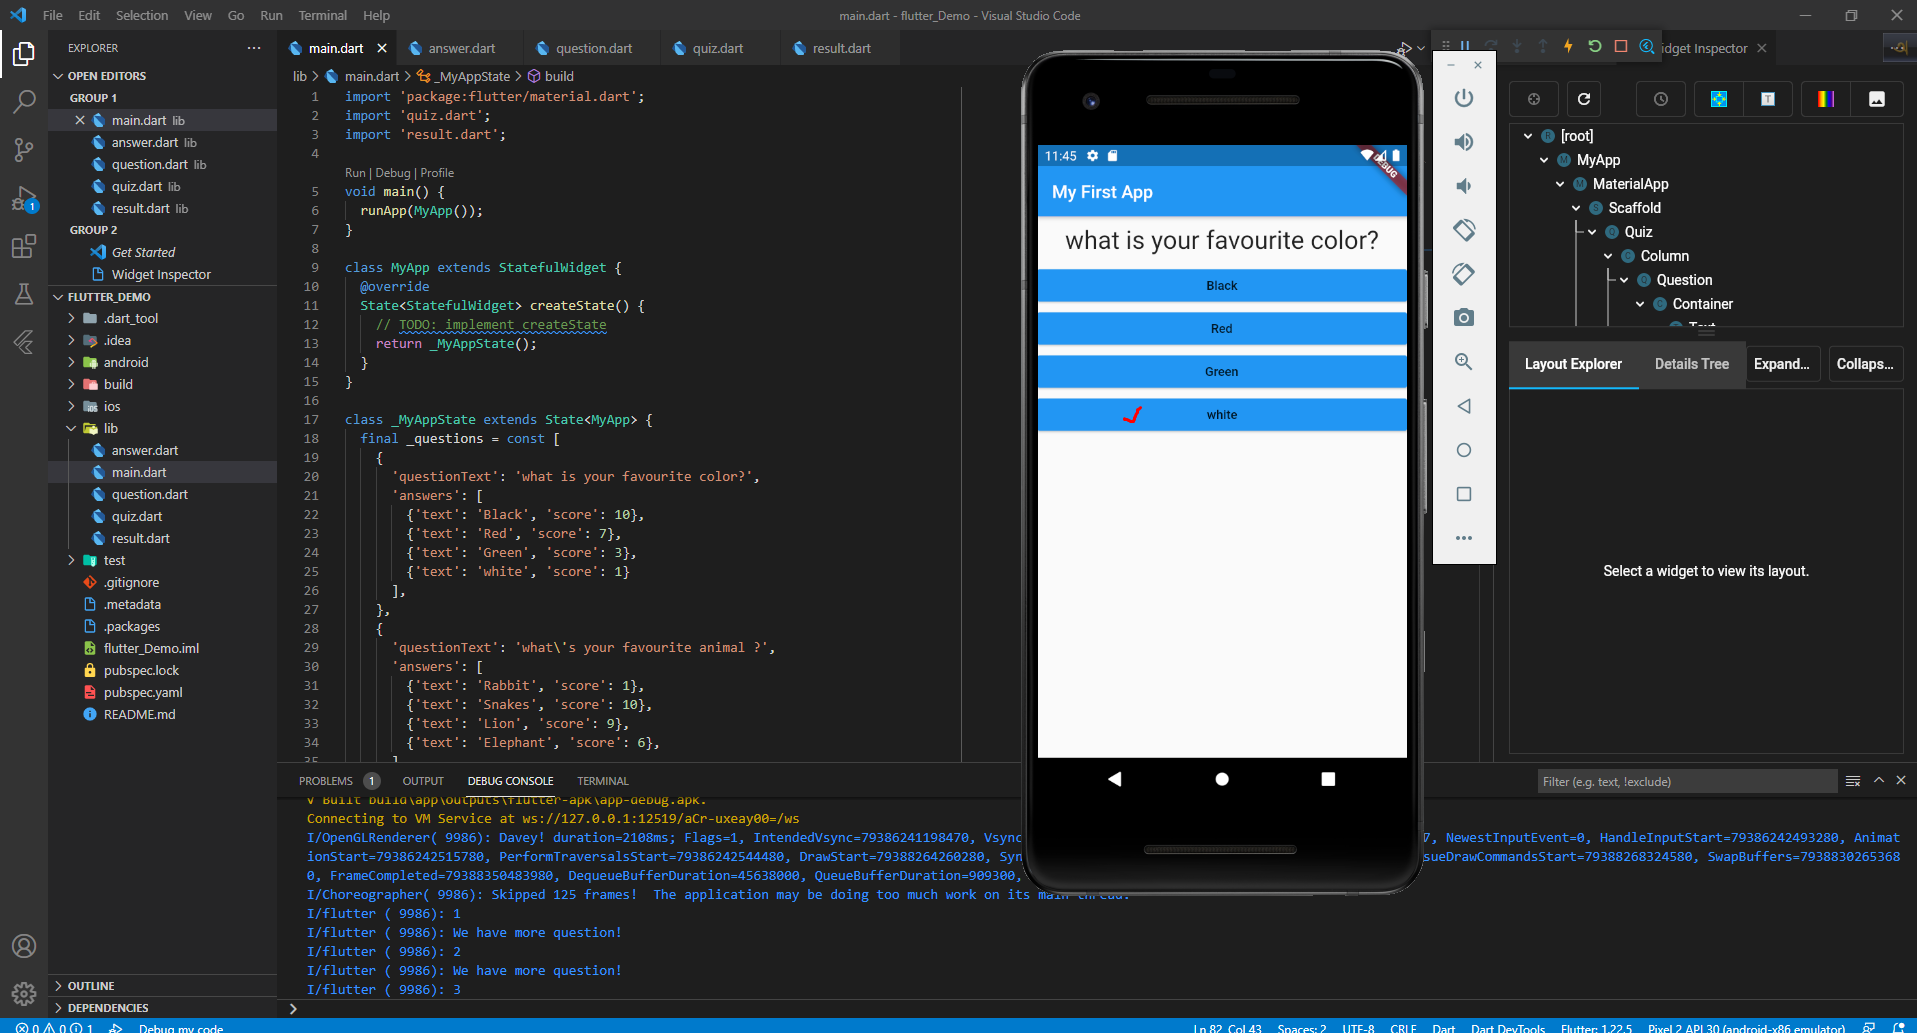 File Edit Selection View Go Run Terminal Help
main.dart - flutter_Demo - Visual Studio Code
EXPLORER
OPEN EDITORS
GROUP 1
main.dart lib
answer.dart lib
question.dart lib
quiz.dart lib
result.dart lib
GROUP 2
Get Started
Widget Inspector
FLUTTER_DEMO
.dart_tool
.idea
android
build
ios
lib
answer.dart
main.dart
question.dart
quiz.dart
result.dart
test
.gitignore
.metadata
.packages
flutter_Demo.iml
pubspec.lock
pubspec.yaml
README.md
OUTLINE
DEPENDENCIES
1
main.dart answer.dart question.dart quiz.dart result.dart
lib > main.dart > _MyAppState > build
1 import 'package:flutter/material.dart';
2 import 'quiz.dart';
3 import 'result.dart';
4
Run | Debug | Profile
5 void main() {
6 runApp(MyApp());
7 }
8
9 class MyApp extends StatefulWidget {
10 @override
11 State<StatefulWidget> createState() {
12 // TODO: implement createState
13 return _MyAppState();
14 }
15 }
16
17 class _MyAppState extends State<MyApp> {
18 final _questions = const [
19 {
20 'questionText': 'what is your favourite color?',
21 'answers': [
22 {'text': 'Black', 'score': 10},
23 {'text': 'Red', 'score': 7},
24 {'text': 'Green', 'score': 3},
25 {'text': 'white', 'score': 1}
26 ],
27 },
28 {
29 'questionText': 'what\'s your favourite animal ?',
30 'answers': [
31 {'text': 'Rabbit', 'score': 1},
32 {'text': 'Snakes', 'score': 10},
33 {'text': 'Lion', 'score': 9},
34 {'text': 'Elephant', 'score': 6},
35 ]
11:45
DEBUG
My First App
what is your favourite color?
Black
Red
Green
white
idget Inspector
[root]
R
MyApp
M
MaterialApp
M
Scaffold
S
Quiz
Q
Column
C
Question
Q
Container
C
Text
Layout Explorer Details Tree Expand... Collaps...
Select a widget to view its layout.
PROBLEMS 1 OUTPUT DEBUG CONSOLE TERMINAL
Filter (e.g. text, !exclude)
√ Built build\app\outputs\flutter-apk\app-debug.apk.
Connecting to VM Service at ws://127.0.0.1:12519/aCr-uxeay00=/ws
I/OpenGLRenderer( 9986): Davey! duration=2108ms; Flags=1, IntendedVsync=79386241198470, Vsync 7, NewestInputEvent=0, HandleInputStart=79386242493280, Animat
ionStart=79386242515780, PerformTraversalsStart=79386242544480, DrawStart=79388264260280, Syn sueDrawCommandsStart=79388268324580, SwapBuffers=7938830265368
0, FrameCompleted=79388350483980, DequeueBufferDuration=45638000, QueueBufferDuration=909300,
I/Choreographer( 9986): Skipped 125 frames! The application may be doing too much work on its main thread.
I/flutter ( 9986): 1
I/flutter ( 9986): We have more question!
I/flutter ( 9986): 2
I/flutter ( 9986): We have more question!
I/flutter ( 9986): 3
0 0 1 Debug my code
Ln 82, Col 43 Spaces: 2 UTF-8 CRLF Dart Dart DevTools Flutter: 1.22.5 Pixel 2 API 30 (android-x86 emulator)